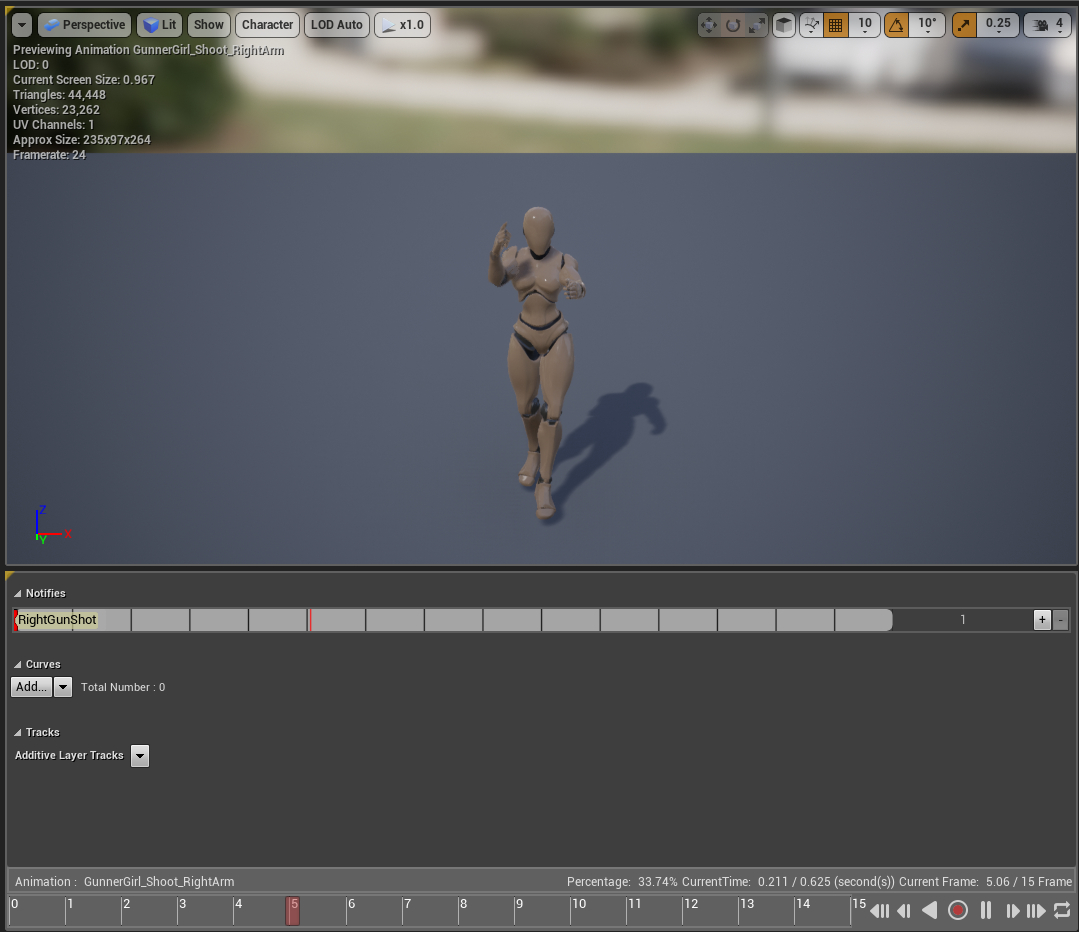 Perspective Lit Show Character LOD Auto x1.0 10 10° 0.25 4
Previewing Animation GunnerGirl_Shoot_RightArm
LOD: 0
Current Screen Size: 0.967
Triangles: 44,448
Vertices: 23,262
UV Channels: 1
Approx Size: 235x97x264
Framerate: 24
Z
X
Y
Notifies
RightGunShot 1 + -
Curves
Add... Total Number : 0
Tracks
Additive Layer Tracks
Animation : GunnerGirl_Shoot_RightArm Percentage: 33.74% CurrentTime: 0.211 / 0.625 (second(s)) Current Frame: 5.06 / 15 Frame
0 1 2 3 4 5 6 7 8 9 10 11 12 13 14 15